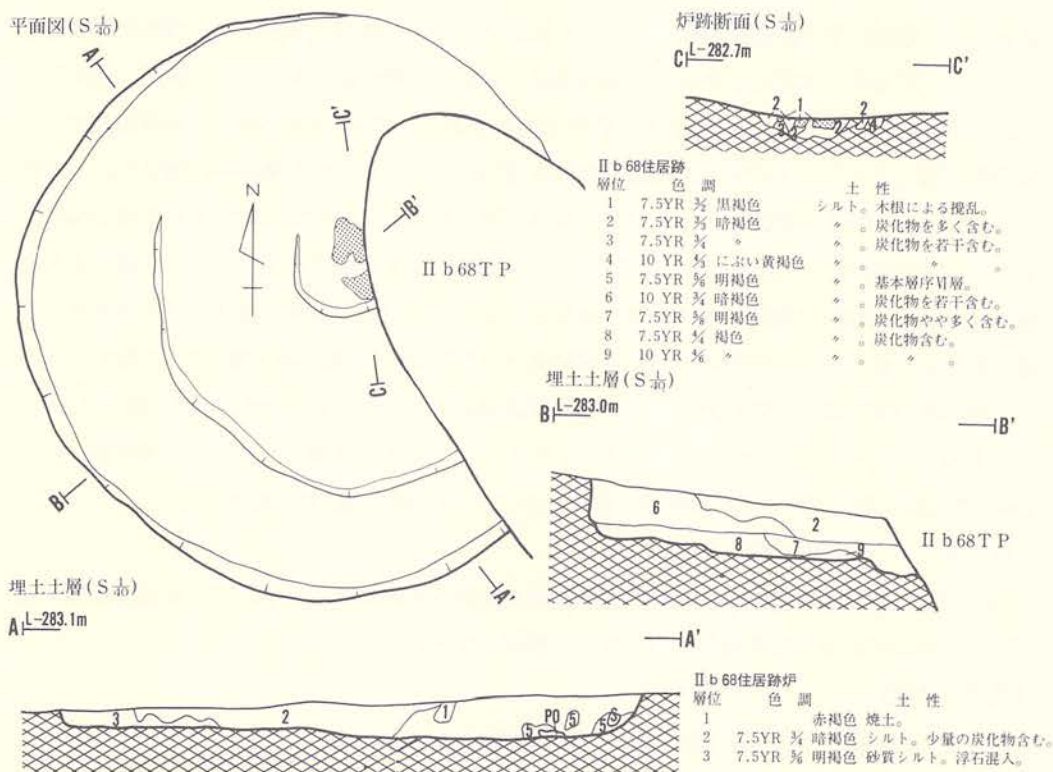 平面図(S 1/40)
A
C'
B'
N
II b 68 T P
C
B
A'
炉跡断面(S 1/40)
C L-282.7m C'
2 1 2
3 4 2 4
II b 68住居跡
層位 色調 土性
1 7.5YR 黒褐色 シルト。木根による攪乱。
2 7.5YR 暗褐色 〃 。炭化物を多く含む。
3 7.5YR 3/4 〃 〃 。炭化物を若干含む。
4 10 YR にぶい黄褐色 〃 。 〃 。
5 7.5YR 明褐色 〃 。基本層序Ⅵ層。
6 10 YR 暗褐色 〃 。炭化物を若干含む。
7 7.5YR 明褐色 〃 。炭化物やや多く含む。
8 7.5YR 褐色 〃 。炭化物含む。
9 10 YR 〃 〃 。 〃 。
埋土土層(S 1/40)
B L-283.0m B'
6 2
8 7 9
II b 68 T P
埋土土層(S 1/40)
A L-283.1m A'
3 2 1 5 PO 5 5 S
II b 68住居跡炉
層位 色調 土性
1 赤褐色 焼土。
2 7.5YR 3/4 暗褐色 シルト。少量の炭化物含む。
3 7.5YR 明褐色 砂質シルト。浮石混入。